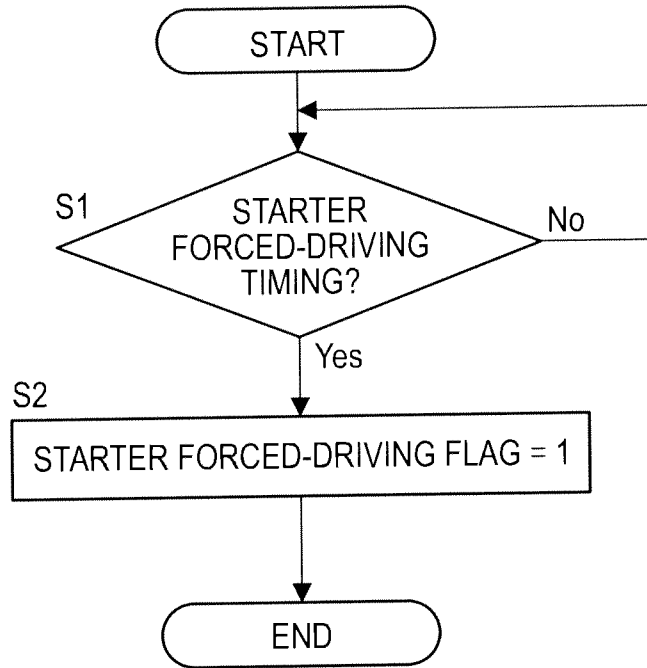 START
S1
STARTER
FORCED-DRIVING
TIMING?
No
Yes
S2
STARTER FORCED-DRIVING FLAG = 1
END